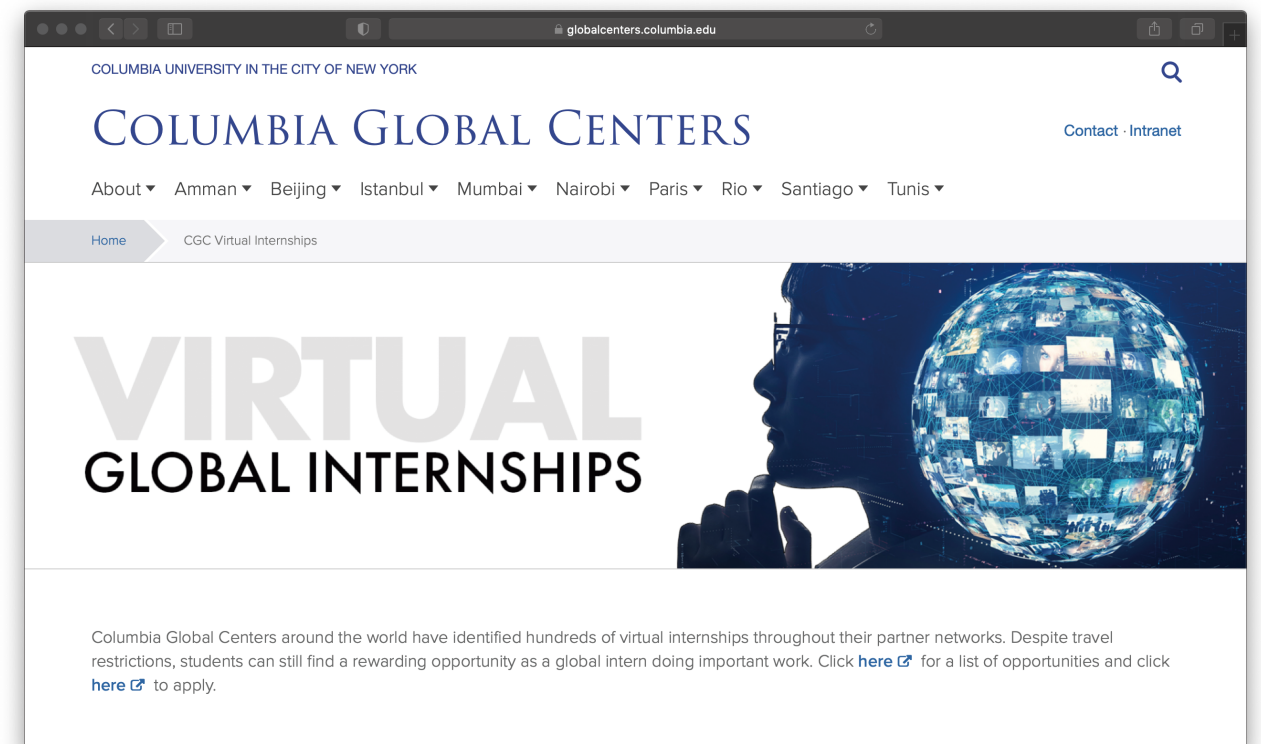 globalcenters.columbia.edu
COLUMBIA UNIVERSITY IN THE CITY OF NEW YORK
COLUMBIA GLOBAL CENTERS
Contact · Intranet
About Amman Beijing Istanbul Mumbai Nairobi Paris Rio Santiago Tunis
Home CGC Virtual Internships
VIRTUAL
GLOBAL INTERNSHIPS
Columbia Global Centers around the world have identified hundreds of virtual internships throughout their partner networks. Despite travel
restrictions, students can still find a rewarding opportunity as a global intern doing important work. Click here for a list of opportunities and click
here to apply.